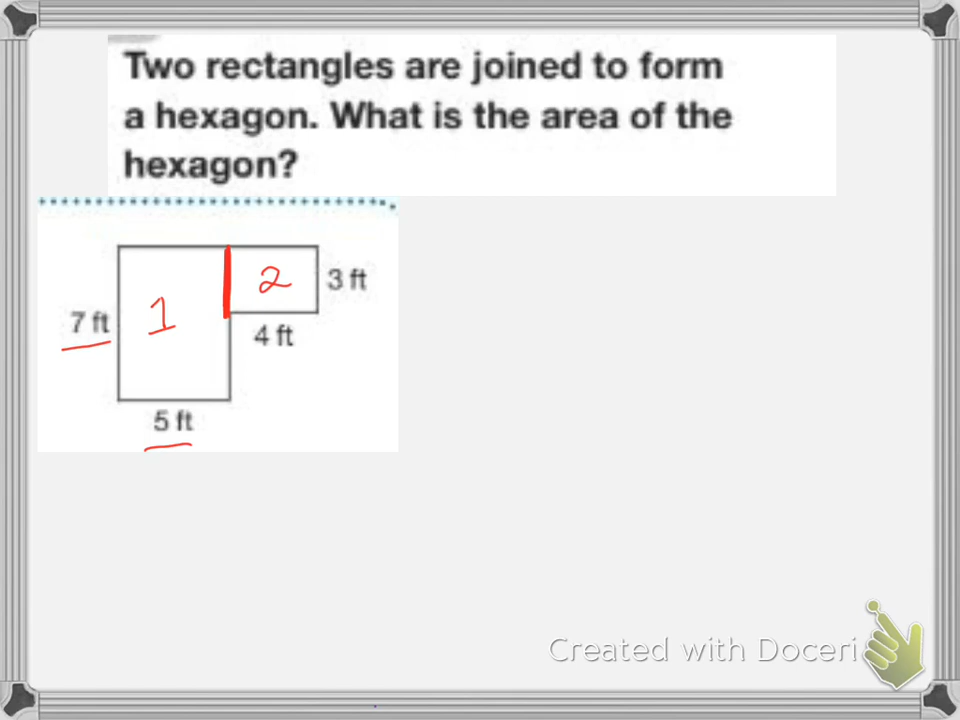 Two rectangles are joined to form
a hexagon. What is the area of the
hexagon?
2
3 ft
1
7 ft
4 ft
5 ft
Created with Doceri